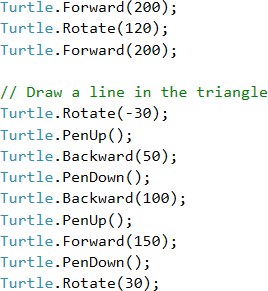 Turtle.Forward(200);
Turtle.Rotate(120);
Turtle.Forward(200);

// Draw a line in the triangle
Turtle.Rotate(-30);
Turtle.PenUp();
Turtle.Backward(50);
Turtle.PenDown();
Turtle.Backward(100);
Turtle.PenUp();
Turtle.Forward(150);
Turtle.PenDown();
Turtle.Rotate(30);